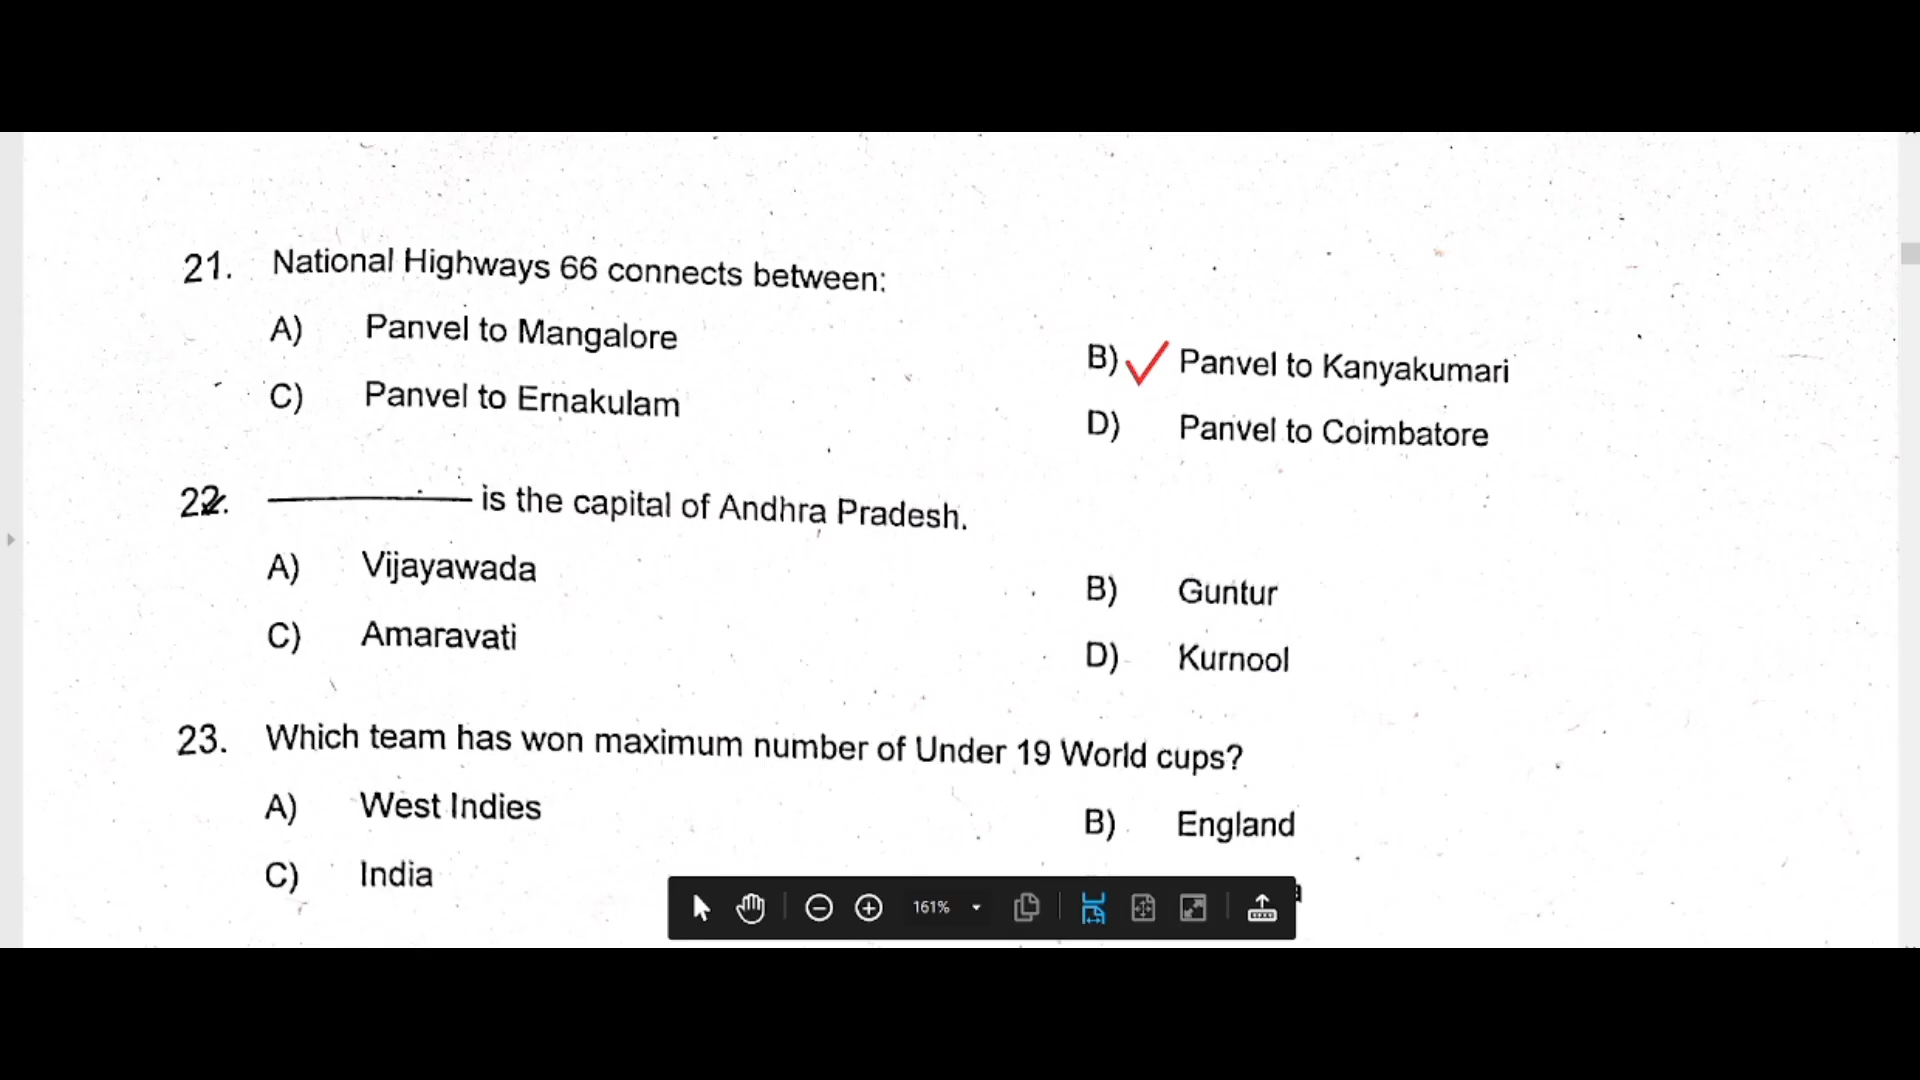 21. National Highways 66 connects between:
A) Panvel to Mangalore
B) Panvel to Kanyakumari
C) Panvel to Ernakulam
D) Panvel to Coimbatore
22. is the capital of Andhra Pradesh.
A) Vijayawada
B) Guntur
C) Amaravati
D) Kurnool
23. Which team has won maximum number of Under 19 World cups?
A) West Indies
B) England
C) India
161%